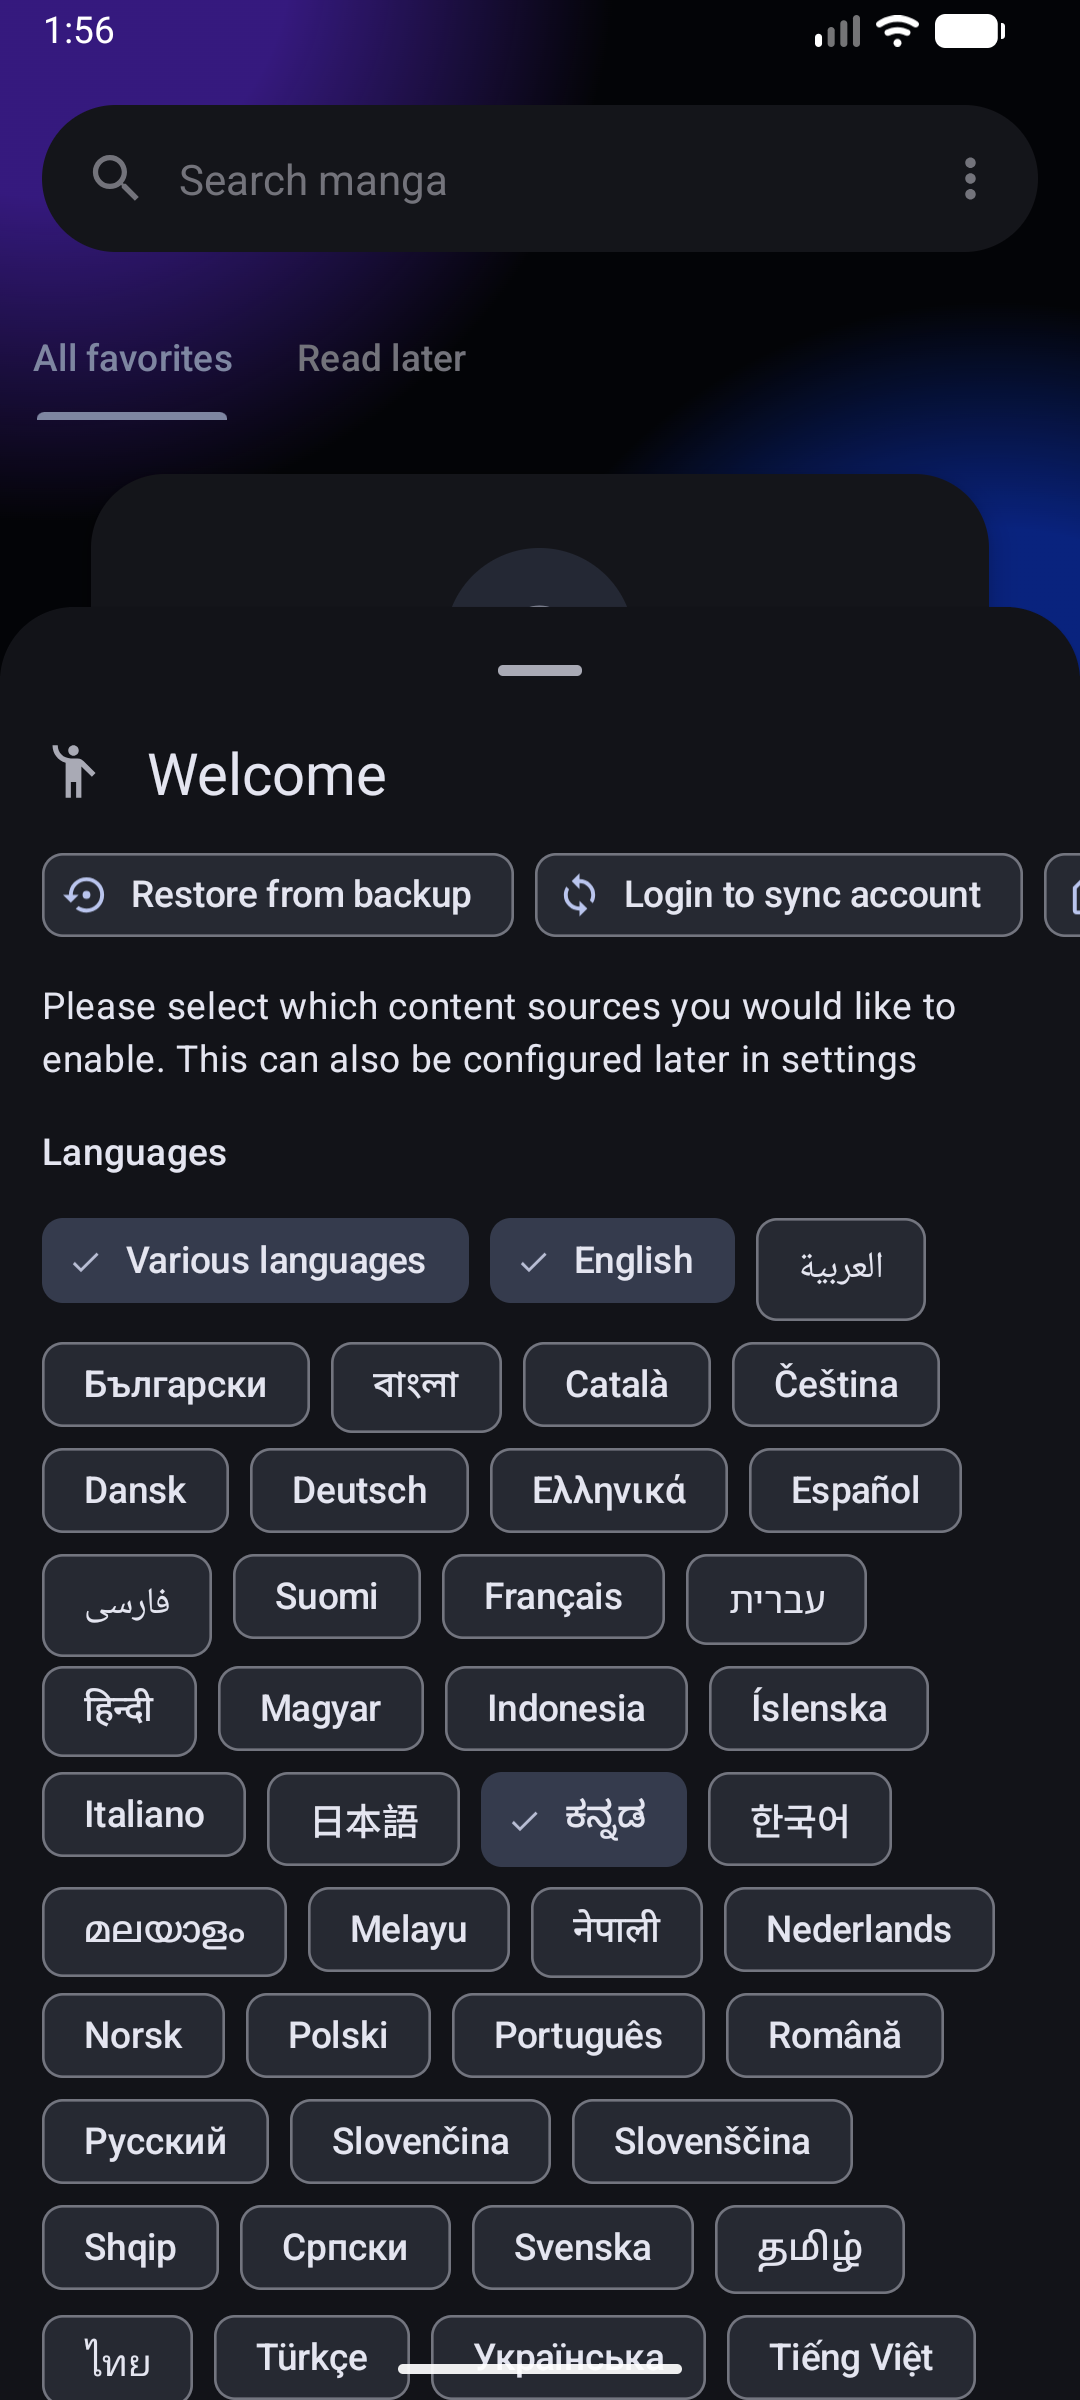 1:56
Search manga
All favorites Read later
Welcome
Restore from backup Login to sync account
Please select which content sources you would like to
enable. This can also be configured later in settings
Languages
Various languages English العربية
Български বাংলা Català Čeština
Dansk Deutsch Ελληνικά Español
فارسی Suomi Français עברית
हिन्दी Magyar Indonesia Íslenska
Italiano 日本語 ಕನ್ನಡ 한국어
മലയാളം Melayu नेपाली Nederlands
Norsk Polski Português Română
Русский Slovenčina Slovenščina
Shqip Српски Svenska தமிழ்
ไทย Türkçe Українська Tiếng Việt